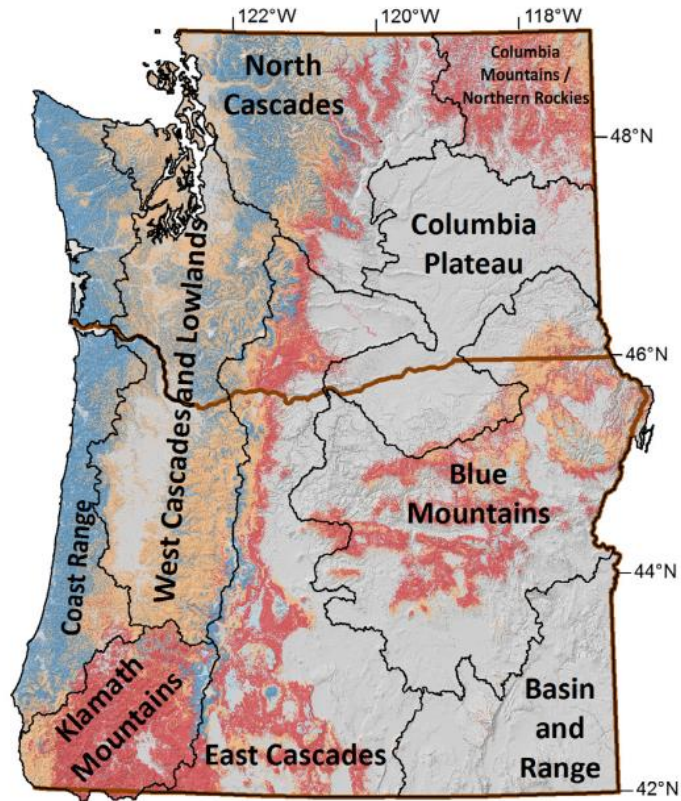 122°W
120°W
118°W
North
Cascades
Columbia
Mountains /
Northern Rockies
48°N
Columbia
Plateau
West Cascades and Lowlands
46°N
Blue
Mountains
Coast Range
44°N
Klamath
Mountains
East Cascades
Basin
and
Range
42°N